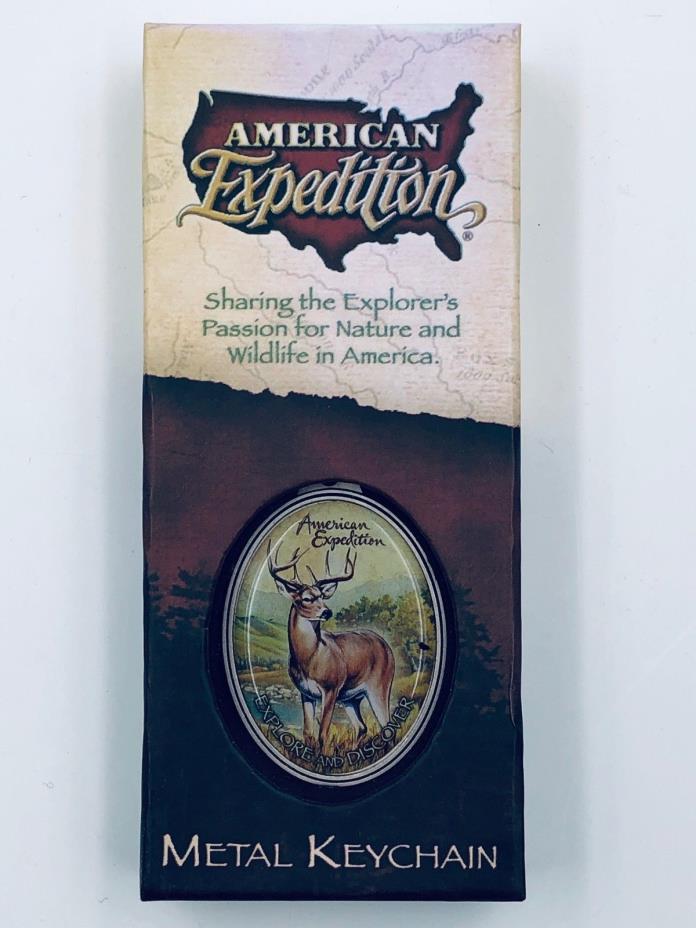 AMERICAN
Expedition
®
Sharing the Explorer's
Passion for Nature and
Wildlife in America.
American
Expedition
EXPLORE AND DISCOVER
METAL KEYCHAIN